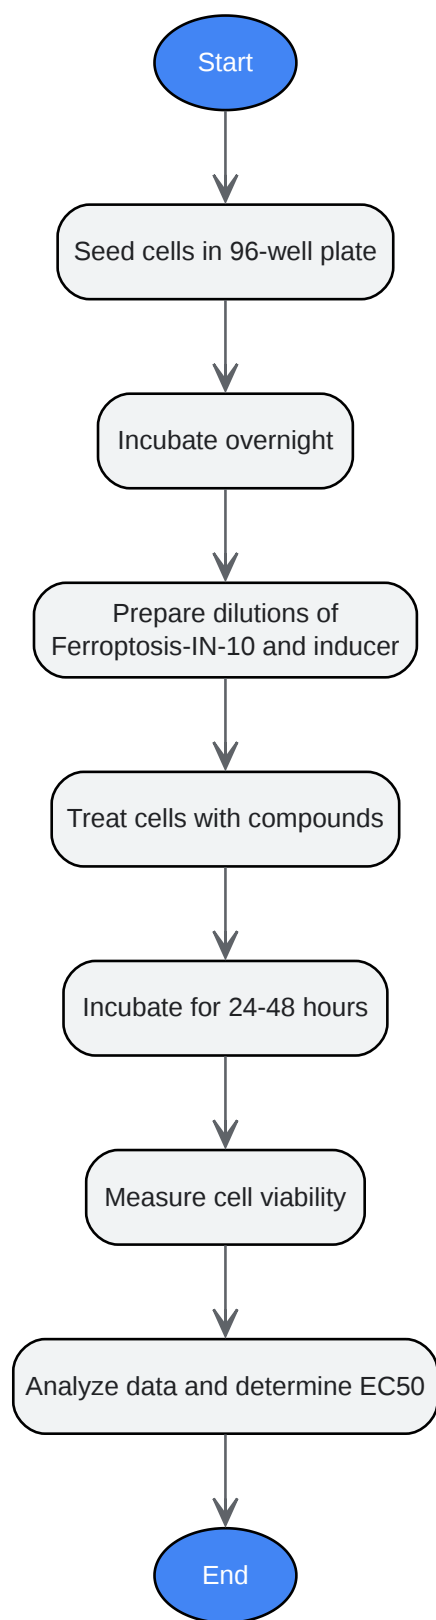 Start
Seed cells in 96-well plate
Incubate overnight
Prepare dilutions of
Ferroptosis-IN-10 and inducer
Treat cells with compounds
Incubate for 24-48 hours
Measure cell viability
Analyze data and determine EC50
End